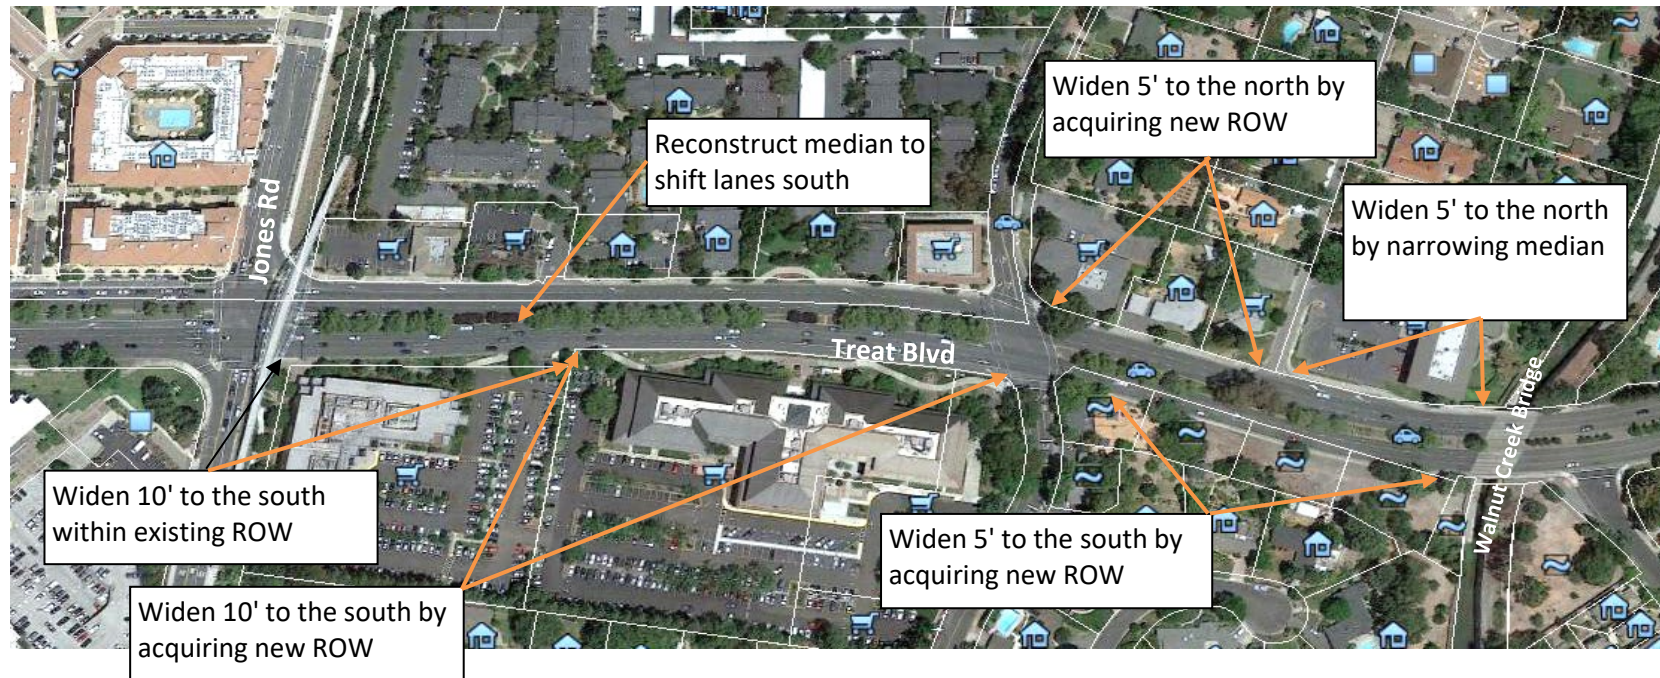 Widen 5' to the north by
acquiring new ROW
Reconstruct median to
shift lanes south
Widen 5' to the north
by narrowing median
Jones Rd
Treat Blvd
Walnut Creek Bridge
Widen 10' to the south
within existing ROW
Widen 5' to the south by
acquiring new ROW
Widen 10' to the south by
acquiring new ROW